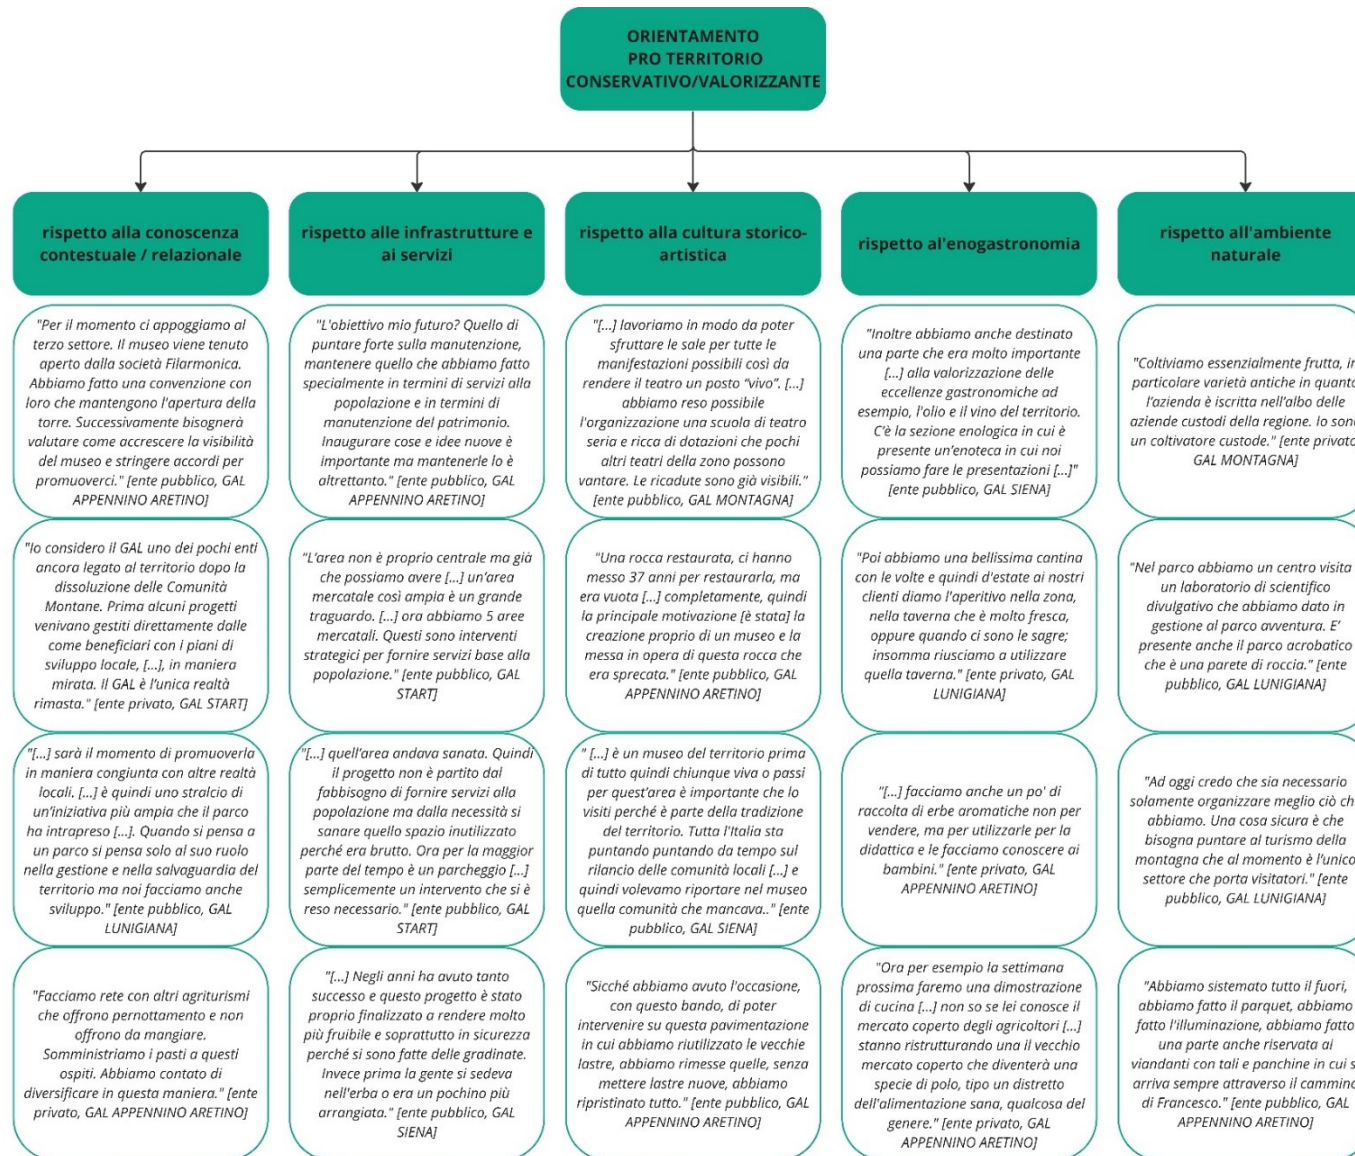 ORIENTAMENTO
PRO TERRITORIO
CONSERVATIVO/VALORIZZANTE
rispetto alla conoscenza
contestuale / relazionale
"Per il momento ci appoggiamo al
terzo settore. Il museo viene tenuto
aperto dalla società Filarmonica.
Abbiamo fatto una convenzione con
loro che mantengono l'apertura della
torre. Successivamente bisognerà
valutare come accrescere la visibilità
del museo e stringere accordi per
promuoverci." [ente pubblico, GAL
APPENNINO ARETINO]
"Io considero il GAL uno dei pochi enti
ancora legato al territorio dopo la
dissoluzione delle Comunità
Montane. Prima alcuni progetti
venivano gestiti direttamente dalle
come beneficiari con i piani di
sviluppo locale, [...], in maniera
mirata. Il GAL è l'unica realtà
rimasta." [ente privato, GAL START]
"[...] sarà il momento di promuoverla
in maniera congiunta con altre realtà
locali. [...] è quindi uno stralcio di
un'iniziativa più ampia che il parco
ha intrapreso [...]. Quando si pensa a
un parco si pensa solo al suo ruolo
nella gestione e nella salvaguardia del
territorio ma noi facciamo anche
sviluppo." [ente pubblico, GAL
LUNIGIANA]
"Facciamo rete con altri agriturismi
che offrono pernottamento e non
offrono da mangiare.
Somministriamo i pasti a questi
ospiti. Abbiamo contato di
diversificare in questa maniera." [ente
privato, GAL APPENNINO ARETINO]
rispetto alle infrastrutture e
ai servizi
"L'obiettivo mio futuro? Quello di
puntare forte sulla manutenzione,
mantenere quello che abbiamo fatto
specialmente in termini di servizi alla
popolazione e in termini di
manutenzione del patrimonio.
Inaugurare cose e idee nuove è
importante ma mantenerle lo è
altrettanto." [ente pubblico, GAL
APPENNINO ARETINO]
"L'area non è proprio centrale ma già
che possiamo avere [...] un'area
mercatale così ampia è un grande
traguardo. [...] ora abbiamo 5 aree
mercatali. Questi sono interventi
strategici per fornire servizi base alla
popolazione." [ente pubblico, GAL
START]
"[...] quell'area andava sanata. Quindi
il progetto non è partito dal
fabbisogno di fornire servizi alla
popolazione ma dalla necessità si
sanare quello spazio inutilizzato
perché era brutto. Ora per la maggior
parte del tempo è un parcheggio [...]
semplicemente un intervento che si è
reso necessario." [ente pubblico, GAL
START]
"[...] Negli anni ha avuto tanto
successo e questo progetto è stato
proprio finalizzato a rendere molto
più fruibile e soprattutto in sicurezza
perché si sono fatte delle gradinate.
Invece prima la gente si sedeva
nell'erba o era un pochino più
arrangiata." [ente pubblico, GAL
SIENA]
rispetto alla cultura storico-
artistica
"[...] lavoriamo in modo da poter
sfruttare le sale per tutte le
manifestazioni possibili così da
rendere il teatro un posto "vivo". [...]
abbiamo reso possibile
l'organizzazione una scuola di teatro
seria e ricca di dotazioni che pochi
altri teatri della zono possono
vantare. Le ricadute sono già visibili."
[ente pubblico, GAL MONTAGNA]
"Una rocca restaurata, ci hanno
messo 37 anni per restaurarla, ma
era vuota [...] completamente, quindi
la principale motivazione [è stata] la
creazione proprio di un museo e la
messa in opera di questa rocca che
era sprecata." [ente pubblico, GAL
APPENNINO ARETINO]
" [...] è un museo del territorio prima
di tutto quindi chiunque viva o passi
per quest'area è importante che lo
visiti perché è parte della tradizione
del territorio. Tutta l'Italia sta
puntando puntando da tempo sul
rilancio delle comunità locali [...] e
quindi volevamo riportare nel museo
quella comunità che mancava.." [ente
pubblico, GAL SIENA]
"Sicché abbiamo avuto l'occasione,
con questo bando, di poter
intervenire su questa pavimentazione
in cui abbiamo riutilizzato le vecchie
lastre, abbiamo rimesse quelle, senza
mettere lastre nuove, abbiamo
ripristinato tutto." [ente pubblico, GAL
APPENNINO ARETINO]
rispetto al'enogastronomia
"Inoltre abbiamo anche destinato
una parte che era molto importante
[...] alla valorizzazione delle
eccellenze gastronomiche ad
esempio, l'olio e il vino del territorio.
C'è la sezione enologica in cui è
presente un'enoteca in cui noi
possiamo fare le presentazioni [...]"
[ente pubblico, GAL SIENA]
"Poi abbiamo una bellissima cantina
con le volte e quindi d'estate ai nostri
clienti diamo l'aperitivo nella zona,
nella taverna che è molto fresca,
oppure quando ci sono le sagre;
insomma riusciamo a utilizzare
quella taverna." [ente privato, GAL
LUNIGIANA]
"[...] facciamo anche un po' di
raccolta di erbe aromatiche non per
vendere, ma per utilizzarle per la
didattica e le facciamo conoscere ai
bambini." [ente privato, GAL
APPENNINO ARETINO]
"Ora per esempio la settimana
prossima faremo una dimostrazione
di cucina [...] non so se lei conosce il
mercato coperto degli agricoltori [...]
stanno ristrutturando una il vecchio
mercato coperto che diventerà una
specie di polo, tipo un distretto
dell'alimentazione sana, qualcosa del
genere." [ente privato, GAL
APPENNINO ARETINO]
rispetto all'ambiente
naturale
"Coltiviamo essenzialmente frutta, in
particolare varietà antiche in quanto
l'azienda è iscritta nell'albo delle
aziende custodi della regione. Io sono
un coltivatore custode." [ente privato
GAL MONTAGNA]
"Nel parco abbiamo un centro visita
un laboratorio di scientifico
divulgativo che abbiamo dato in
gestione al parco avventura. E'
presente anche il parco acrobatico
che è una parete di roccia." [ente
pubblico, GAL LUNIGIANA]
"Ad oggi credo che sia necessario
solamente organizzare meglio ciò ch
abbiamo. Una cosa sicura è che
bisogna puntare al turismo della
montagna che al momento è l'unico
settore che porta visitatori." [ente
pubblico, GAL LUNIGIANA]
"Abbiamo sistemato tutto il fuori,
abbiamo fatto il parquet, abbiamo
fatto l'illuminazione, abbiamo fatto
una parte anche riservata ai
viandanti con tali e panchine in cui s
arriva sempre attraverso il cammino
di Francesco." [ente pubblico, GAL
APPENNINO ARETINO]